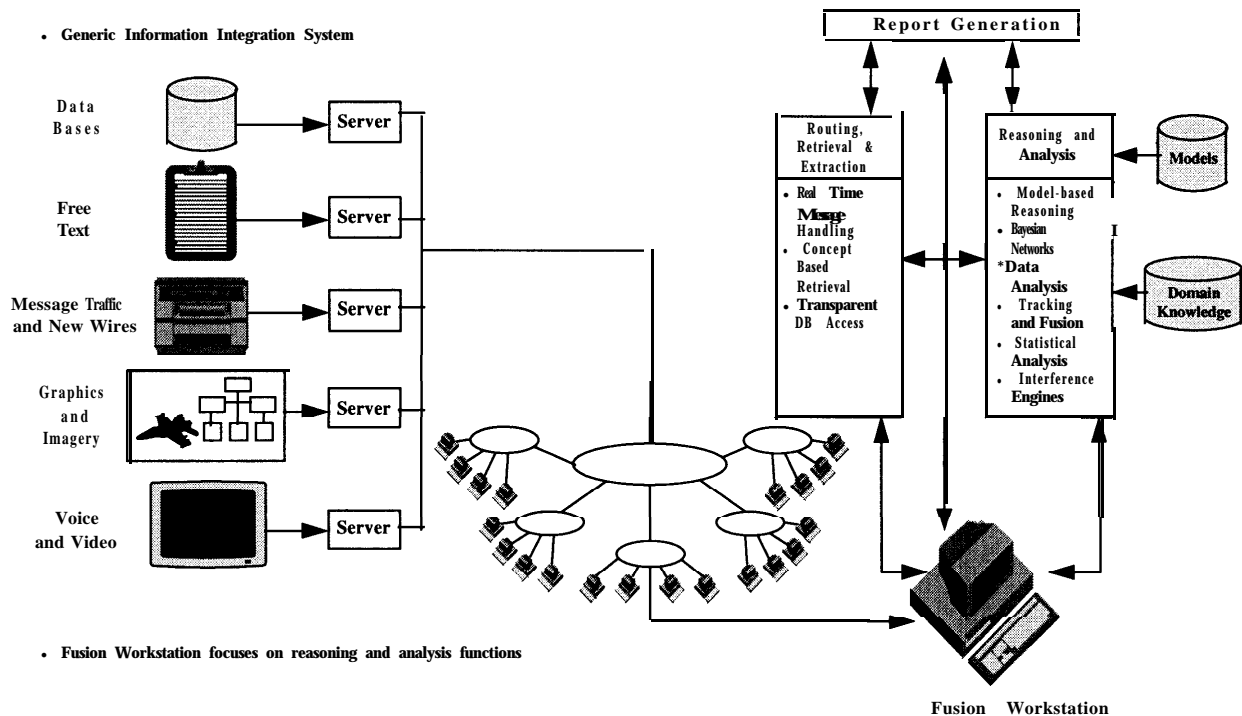 • Generic Information Integration System
Data
Bases
Server
Free
Text
Server
Message Traffic
and New Wires
Server
Graphics
and
Imagery
Server
Voice
and Video
Server
• Fusion Workstation focuses on reasoning and analysis functions
Report Generation
Routing,
Retrieval &
Extraction
• Real Time
Message
Handling
• Concept
Based
Retrieval
• Transparent
DB Access
Reasoning and
Analysis
• Model-based
Reasoning
• Bayesian
Networks
*Data
Analysis
• Tracking
and Fusion
• Statistical
Analysis
• Interference
Engines
Models
Domain
Knowledge
Fusion Workstation